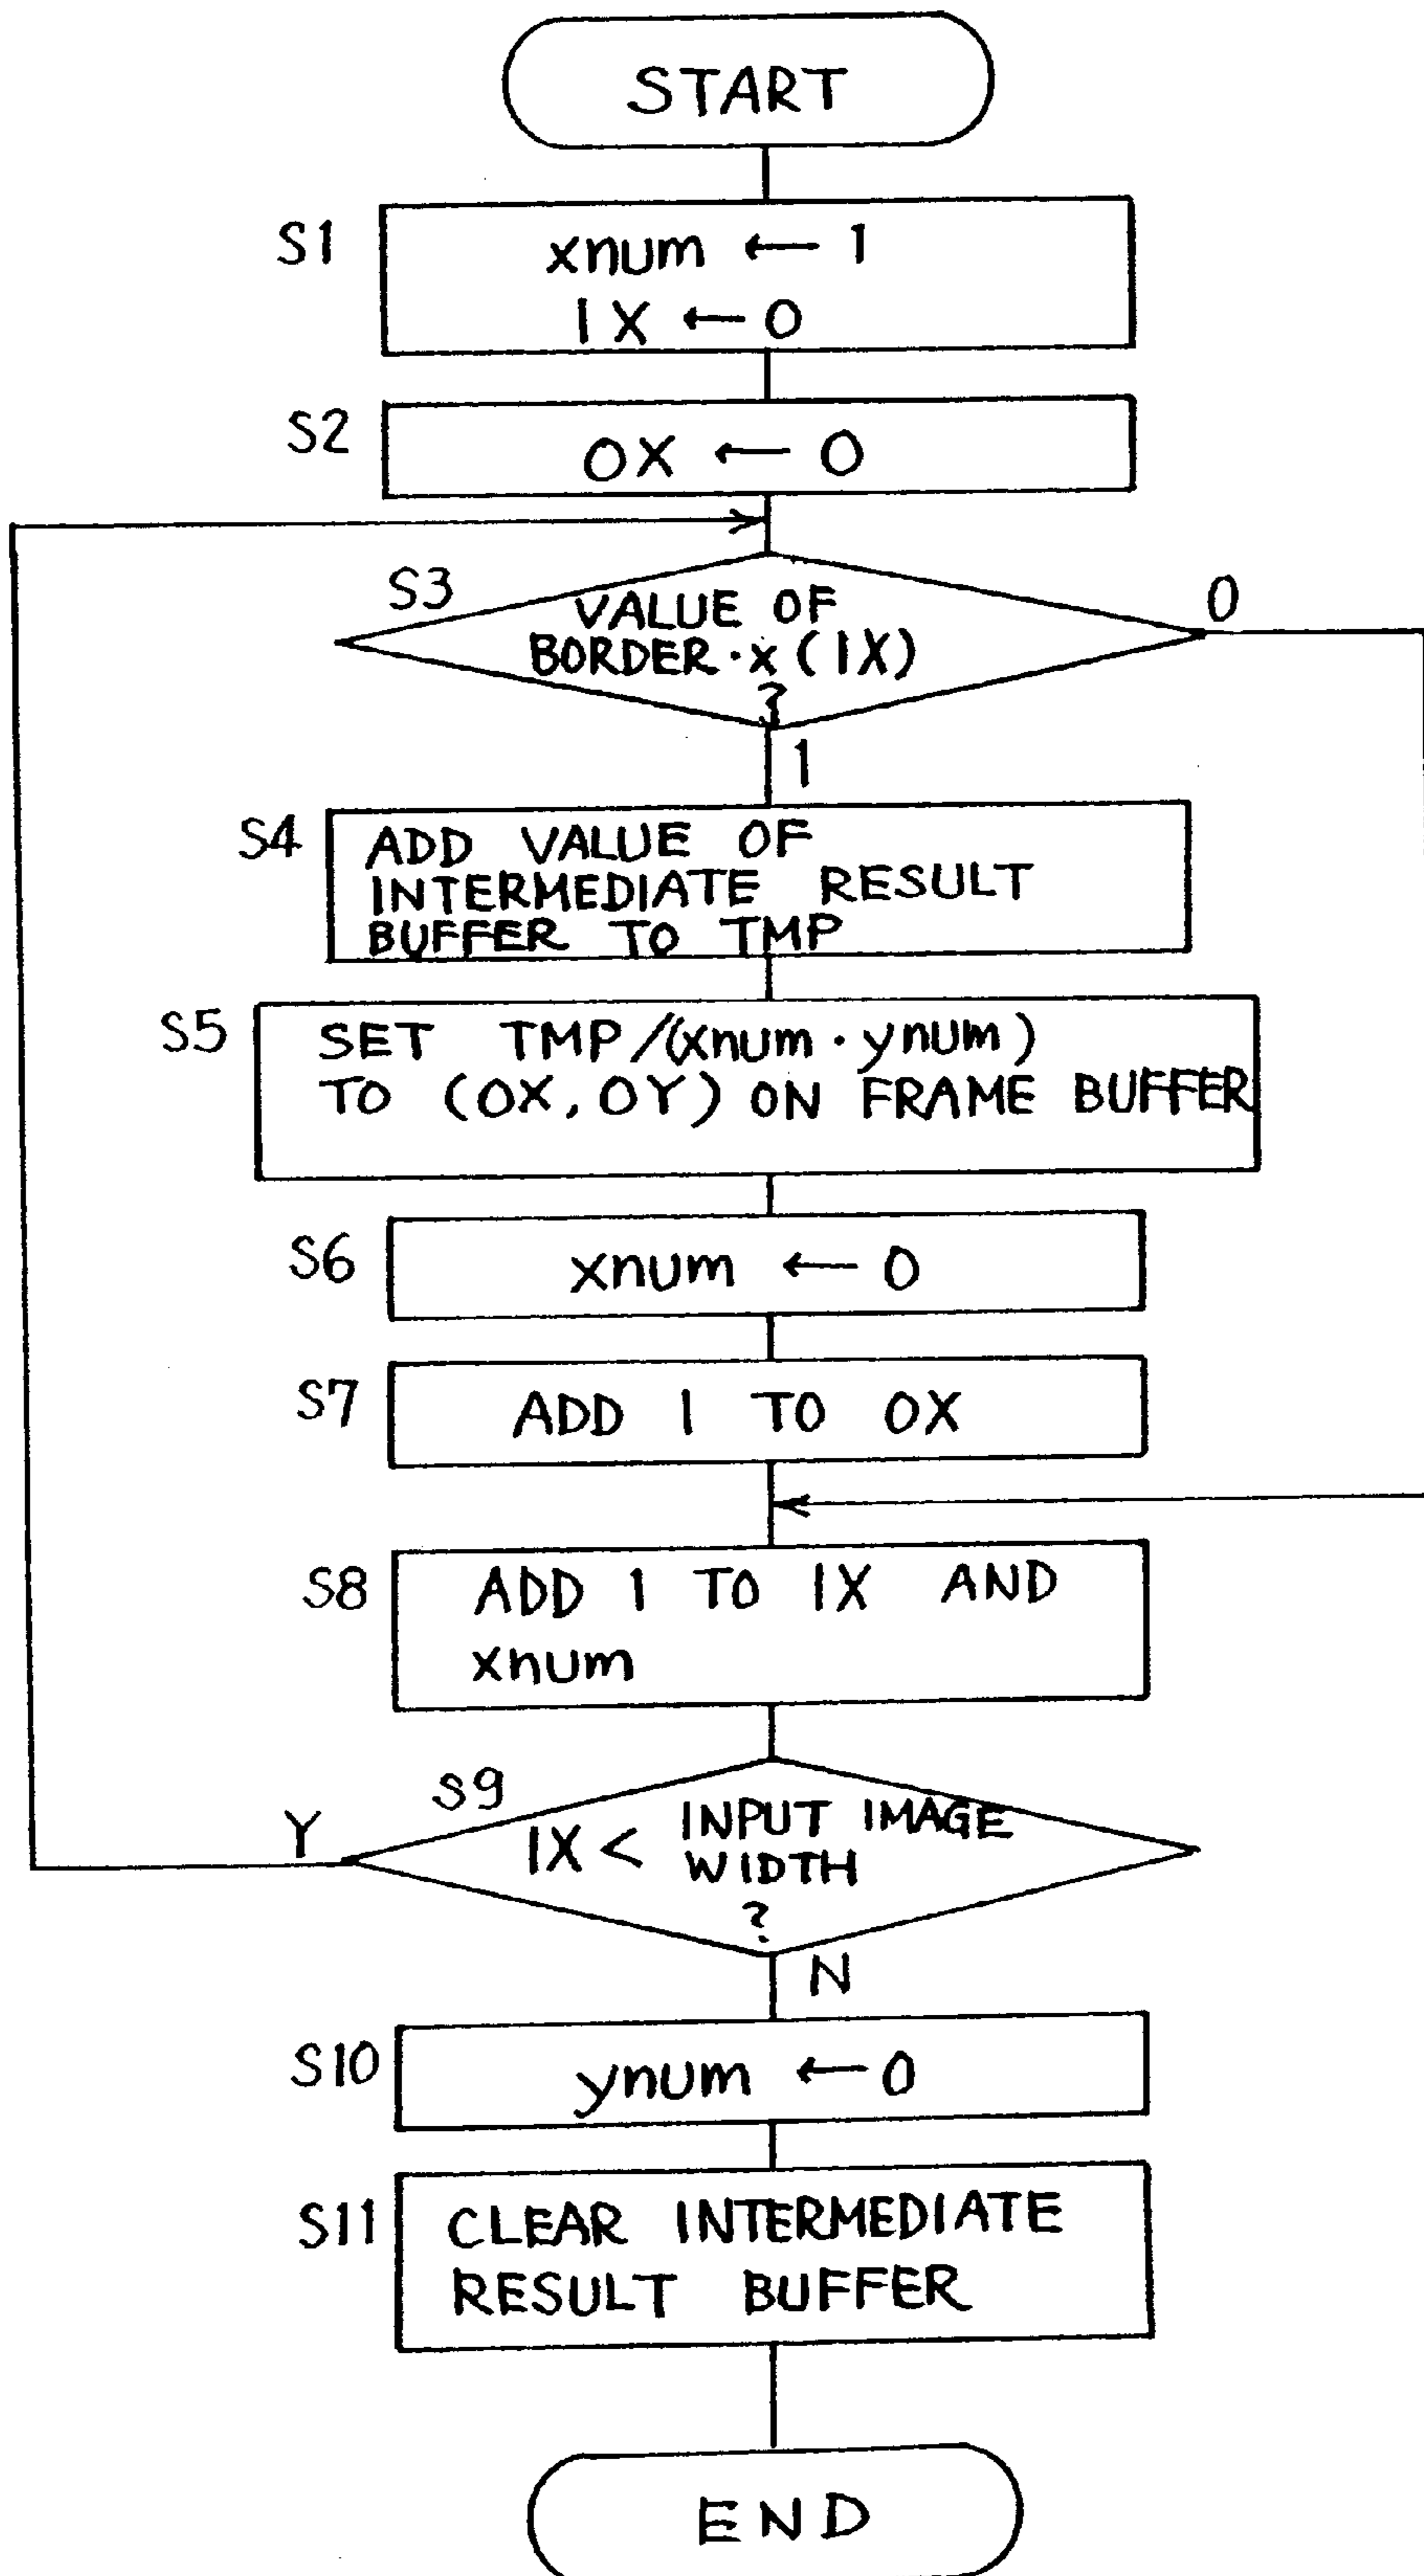 START
S1
xnum ← 1
IX ← 0
S2
OX ← 0
S3
VALUE OF
BORDER·x (IX)
?
0
1
S4
ADD VALUE OF
INTERMEDIATE RESULT
BUFFER TO TMP
S5
SET TMP/(xnum · ynum)
TO (OX, OY) ON FRAME BUFFER
S6
xnum ← 0
S7
ADD 1 TO OX
S8
ADD 1 TO IX AND
xnum
S9
IX < INPUT IMAGE
WIDTH
?
Y
N
S10
ynum ← 0
S11
CLEAR INTERMEDIATE
RESULT BUFFER
END